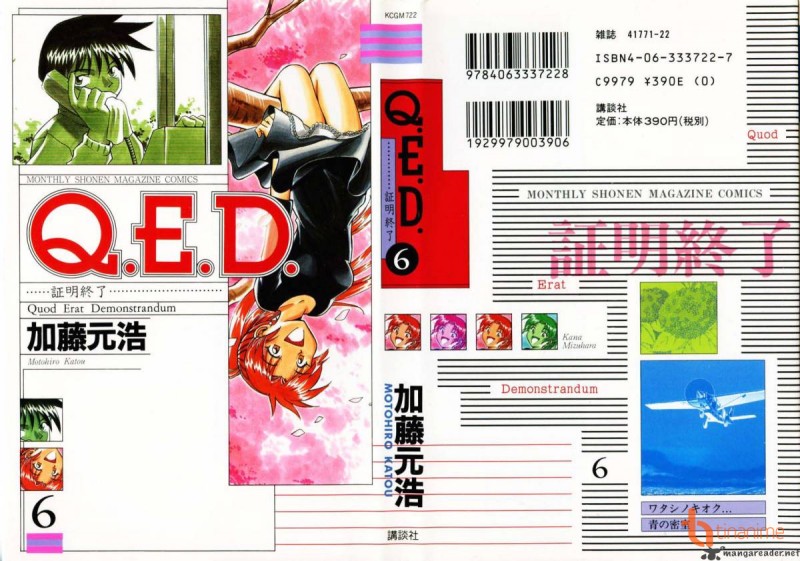 MONTHLY SHONEN MAGAZINE COMICS
Q.E.D.
……証明終了………………
Quod Erat Demonstrandum
加藤元浩
Motohiro Katou
6
KCGM 722
Q.E.D.
………証明終了
6
加藤元浩
MOTOHIRO KATOU
講談社
9784063337228
1929979003906
雑誌 41771-22
ISBN4-06-333722-7
C9979 ¥390E (0)
講談社
定価:本体390円(税別)
Quod
MONTHLY SHONEN MAGAZINE COMICS
証明終了
Erat
Kana
Mizuhara
Demonstrandum
6
ワタシノキオク…
青の密室
tinanime
mangareader.net